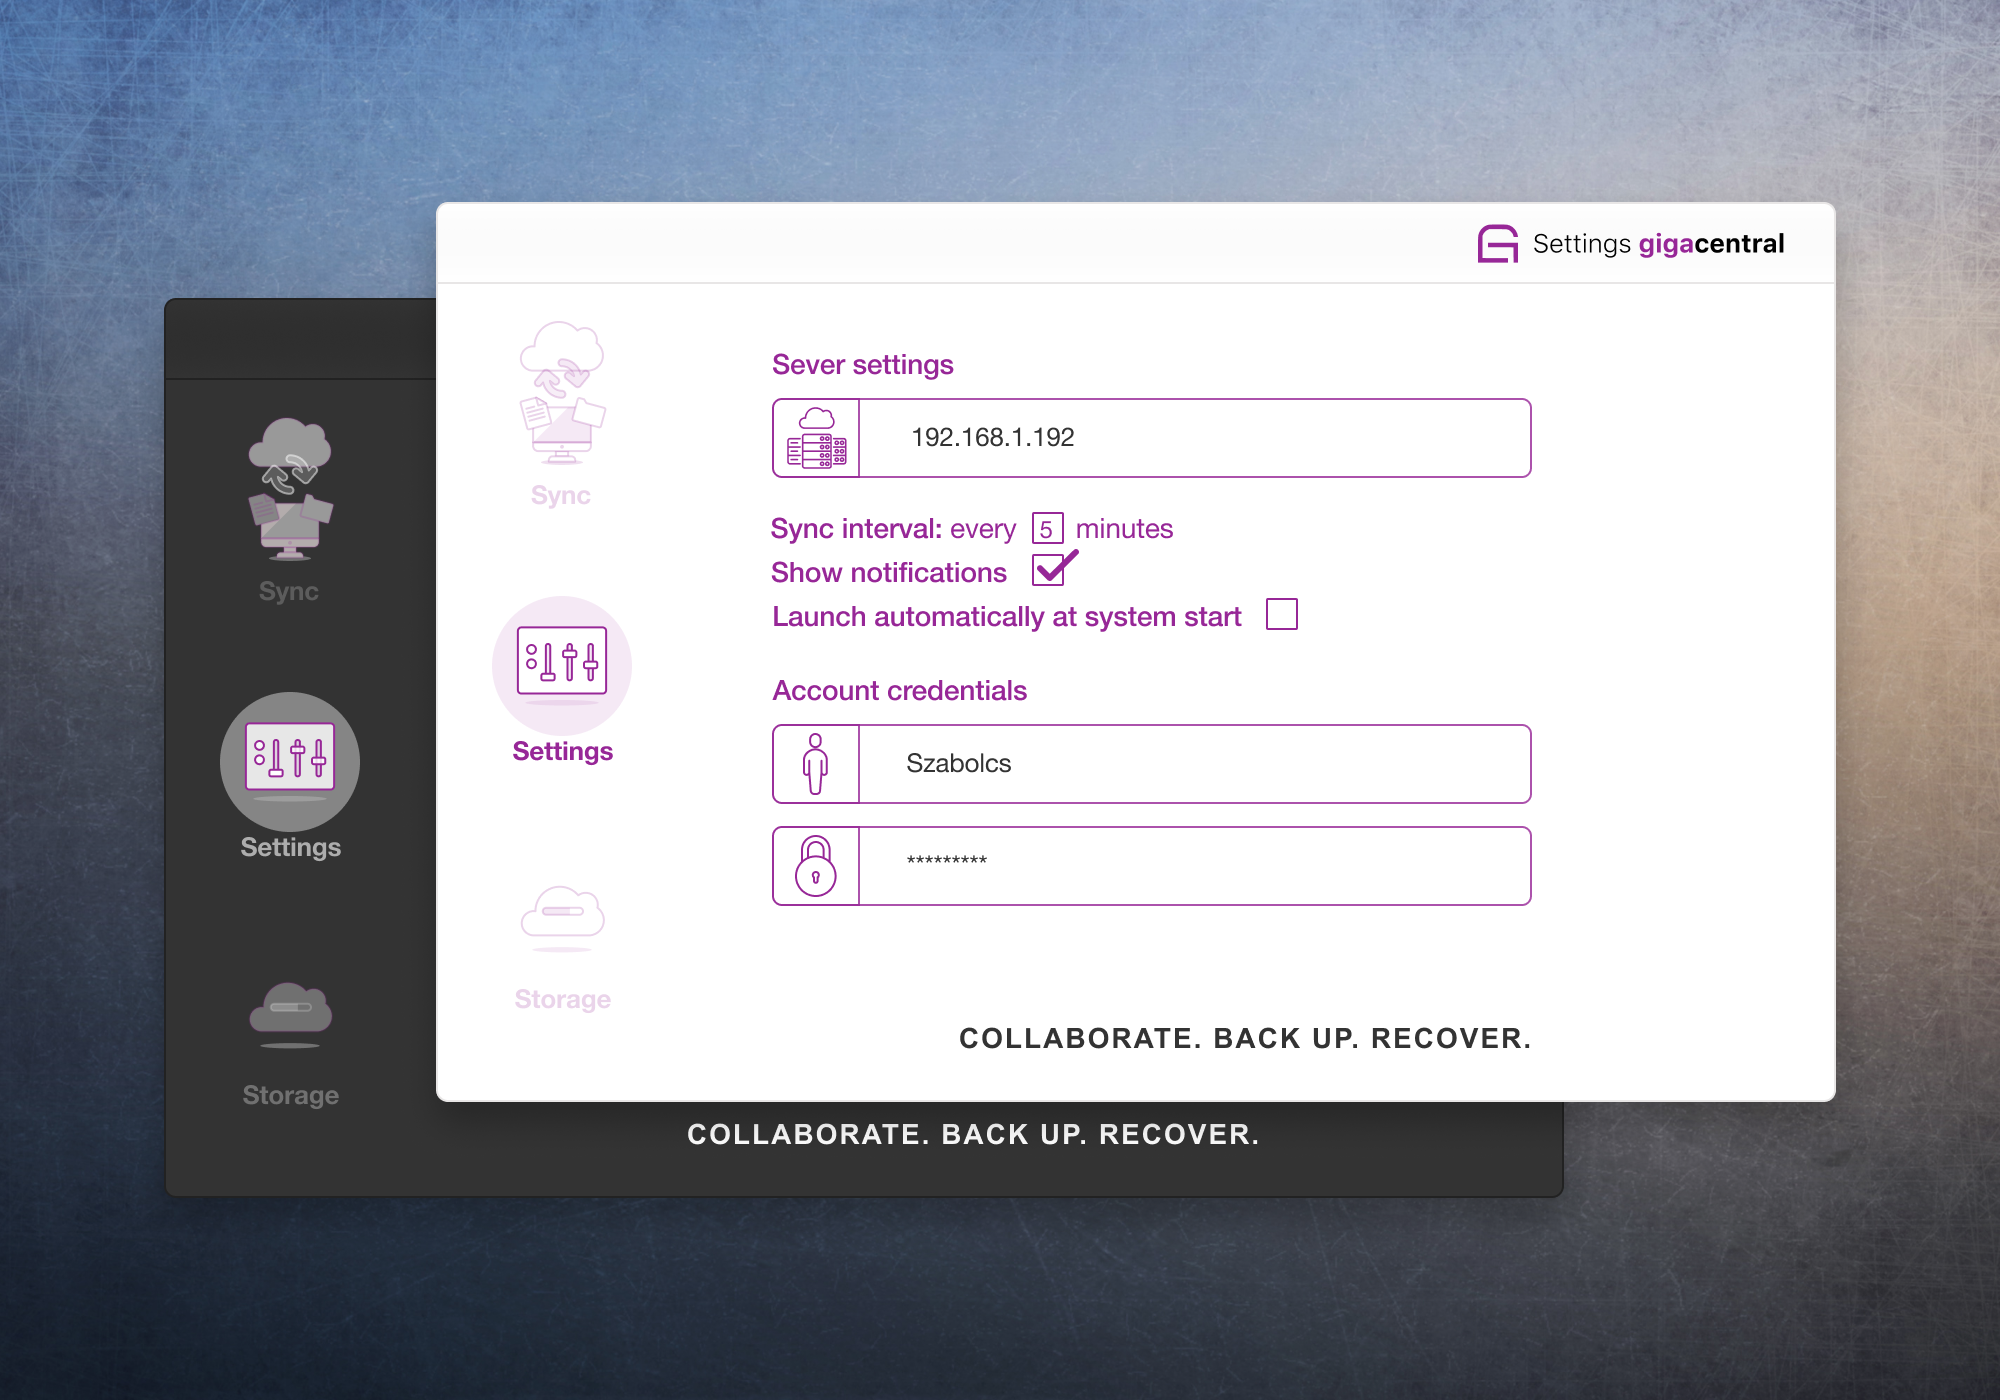 Settings gigacentral
Sync
Settings
Storage
Sever settings
192.168.1.192
Sync interval: every 5 minutes
Show notifications
Launch automatically at system start
Account credentials
Szabolcs
*********
COLLABORATE. BACK UP. RECOVER.
Sync
Settings
Storage
COLLABORATE. BACK UP. RECOVER.